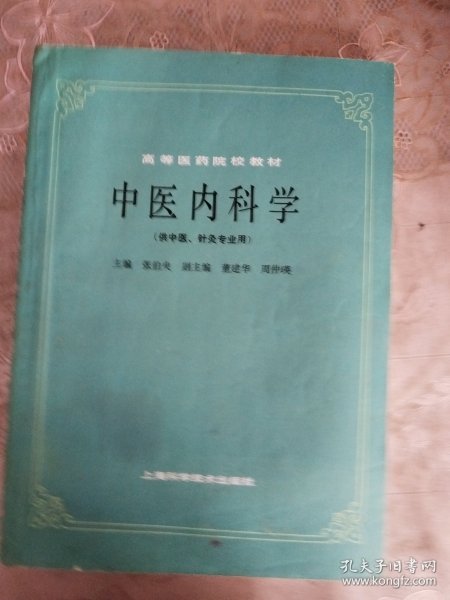 高等医药院校教材
中医内科学
(供中医、针灸专业用)
主编 张伯臾 副主编 董建华 周仲瑛
上海科学技术出版社
孔夫子旧书网
www.kongfz.com